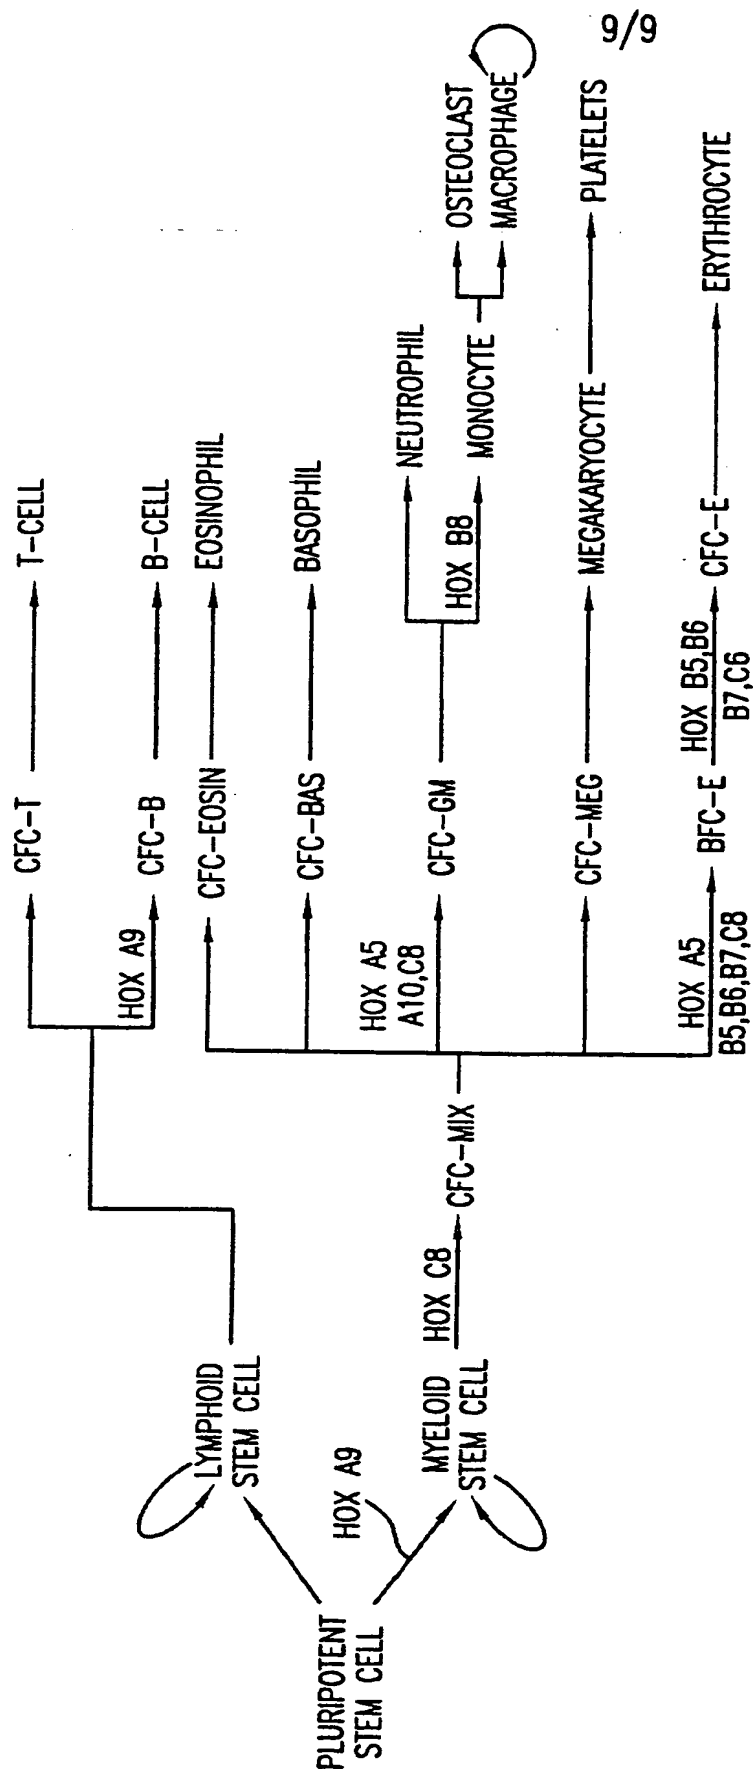 6/6
PLURIPOTENT
STEM CELL
LYMPHOID
STEM CELL
HOX A9
MYELOID
STEM CELL
HOX C8
CFC-MIX
HOX A9
CFC-T
T-CELL
CFC-B
B-CELL
CFC-EOSIN
EOSINOPHIL
CFC-BAS
BASOPHIL
HOX A5
A10,C8
CFC-GM
NEUTROPHIL
HOX B8
MONOCYTE
OSTEOCLAST
MACROPHAGE
CFC-MEG
MEGAKARYOCYTE
PLATELETS
HOX A5
B5,B6,B7,C8
BFC-E
HOX B5,B6
B7,C6
CFC-E
ERYTHROCYTE